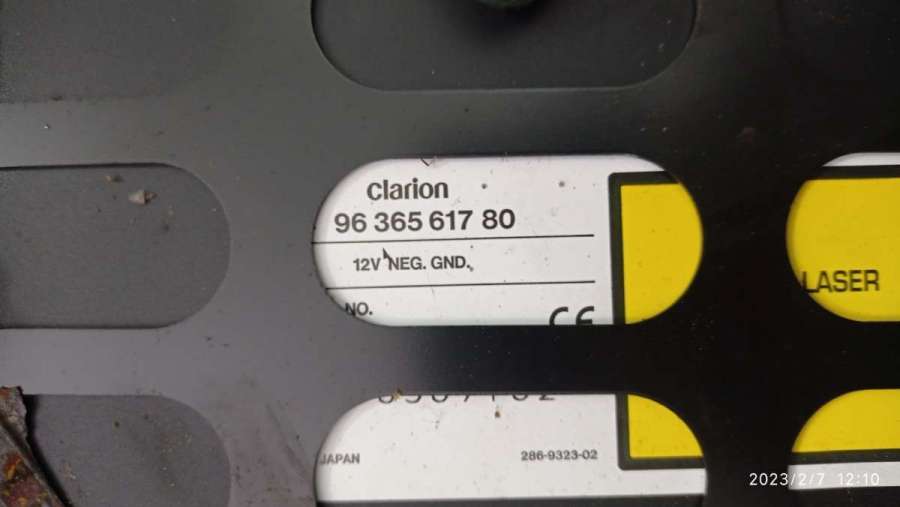 Clarion
96 365 617 80
12V NEG. GND.
NO.
CE
LASER
JAPAN
286-9323-02
2023/2/7 12:10